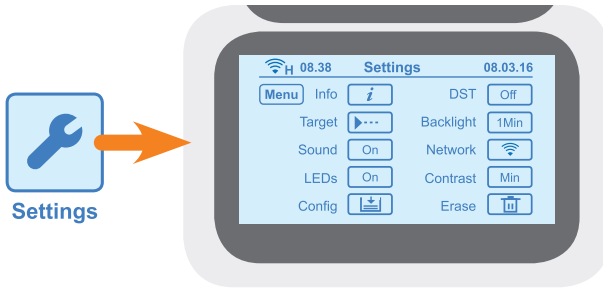 H 08.38 Settings 08.03.16
Menu Info i DST Off
Target Backlight 1Min
Sound On Network
LEDs On Contrast Min
Config Erase
Settings